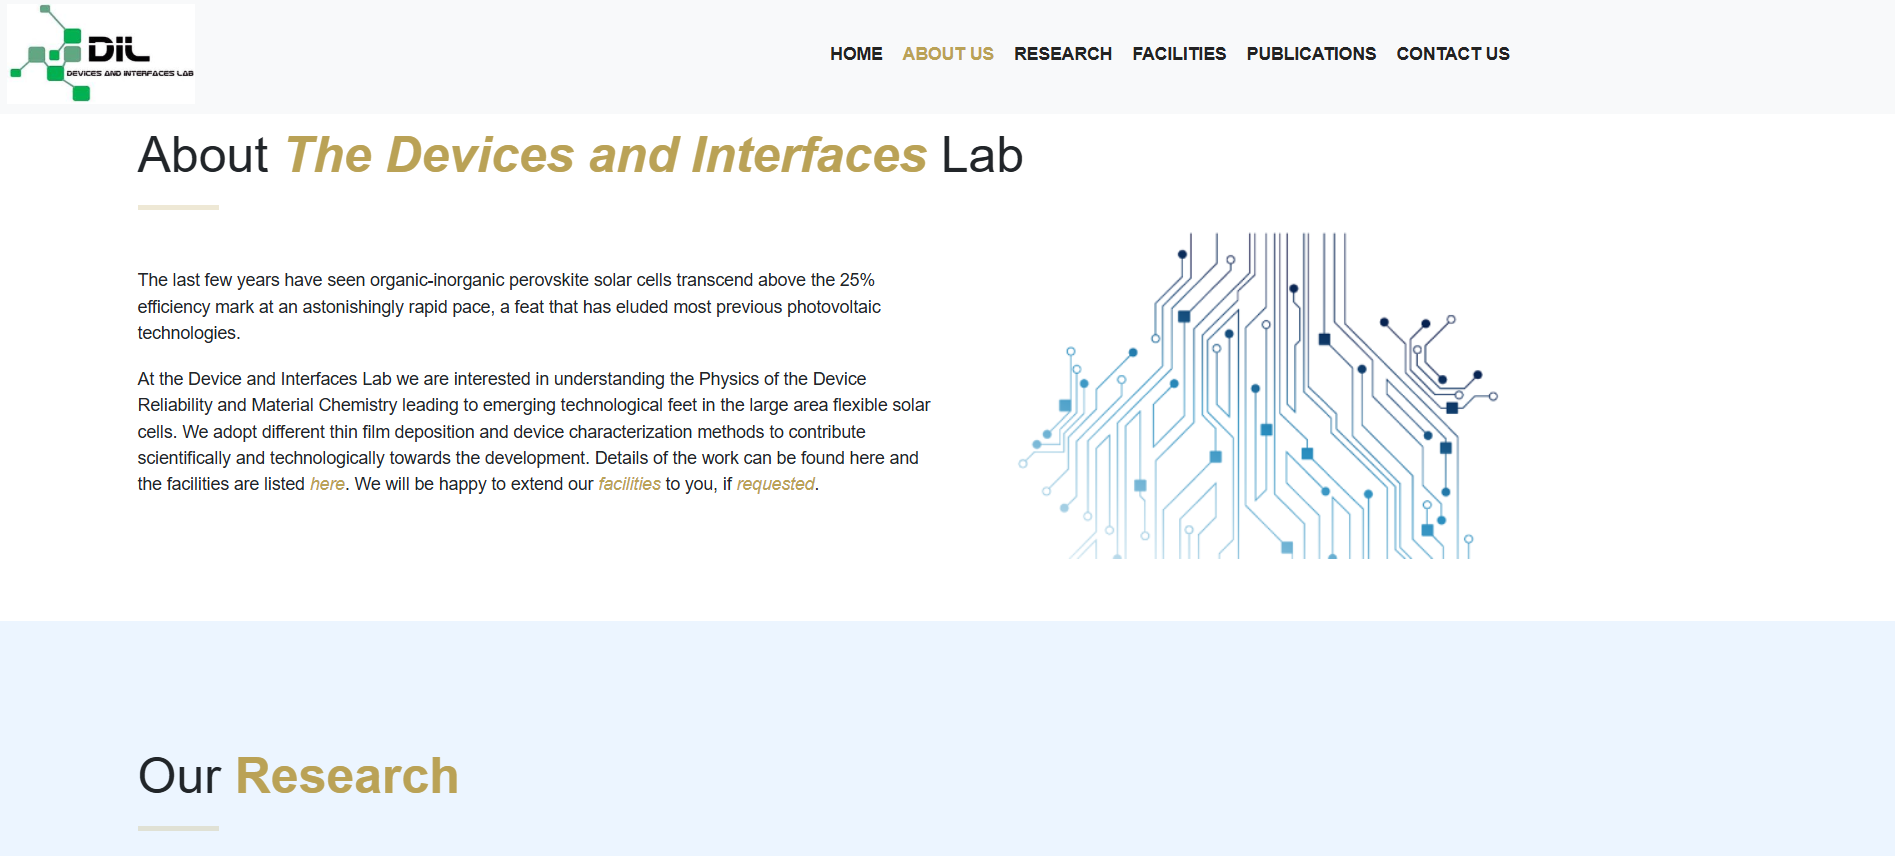 DIL
DEVICES AND INTERFACES LAB
HOME ABOUT US RESEARCH FACILITIES PUBLICATIONS CONTACT US
About The Devices and Interfaces Lab
The last few years have seen organic-inorganic perovskite solar cells transcend above the 25%
efficiency mark at an astonishingly rapid pace, a feat that has eluded most previous photovoltaic
technologies.
At the Device and Interfaces Lab we are interested in understanding the Physics of the Device
Reliability and Material Chemistry leading to emerging technological feet in the large area flexible solar
cells. We adopt different thin film deposition and device characterization methods to contribute
scientifically and technologically towards the development. Details of the work can be found here and
the facilities are listed here. We will be happy to extend our facilities to you, if requested.
Our Research